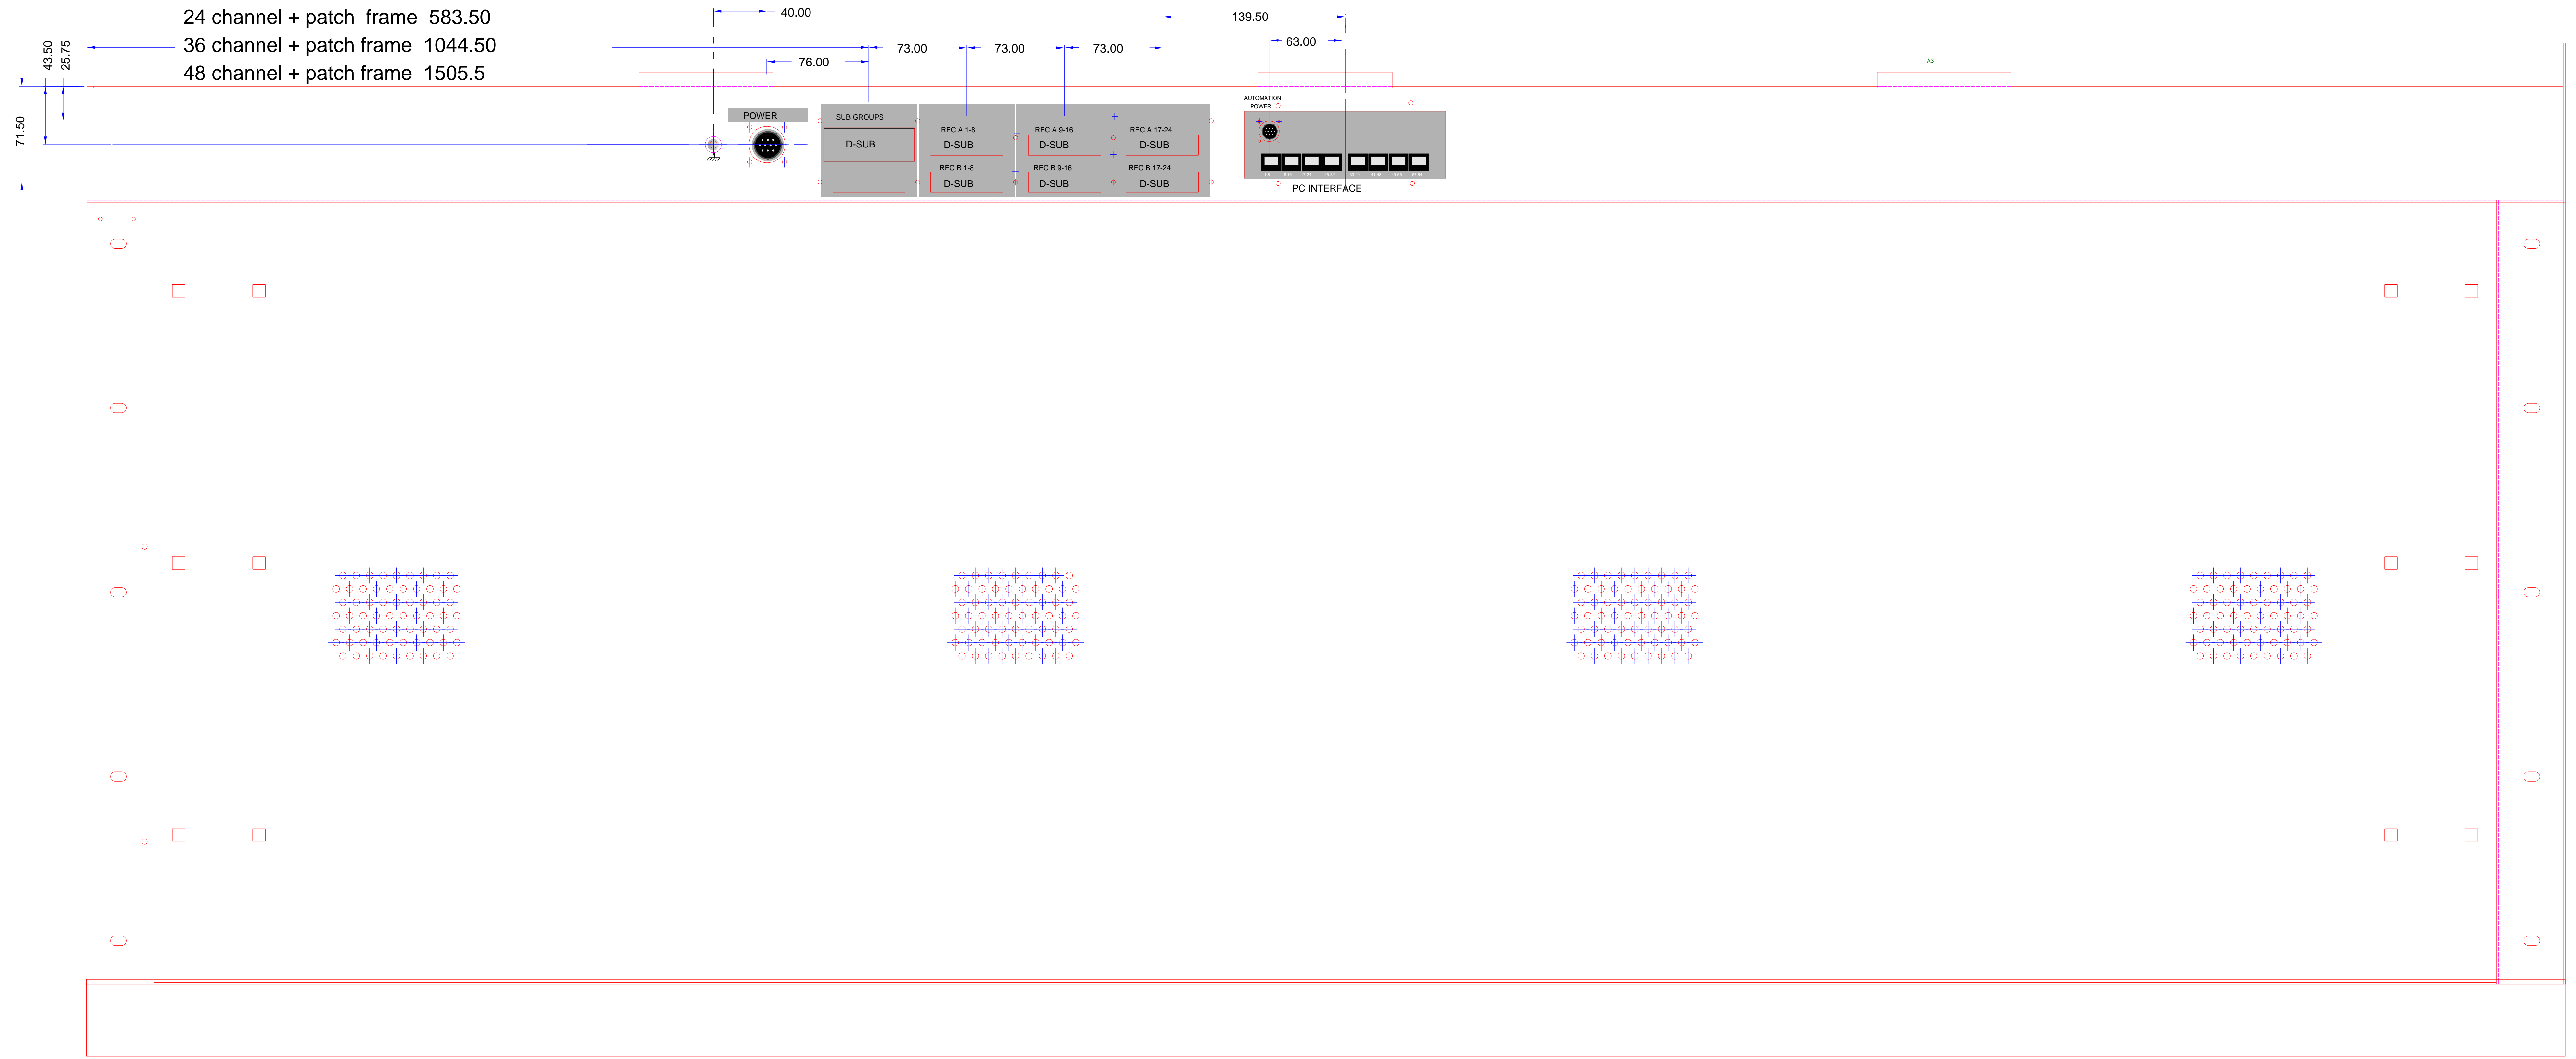 24 channel + patch frame 583.50
36 channel + patch frame 1044.50
48 channel + patch frame 1505.5
40.00
139.50
63.00
73.00
73.00
73.00
76.00
43.50
25.75
71.50
A3
POWER
SUB GROUPS
D-SUB
REC A 1-8
D-SUB
REC B 1-8
D-SUB
REC A 9-16
D-SUB
REC B 9-16
D-SUB
REC A 17-24
D-SUB
REC B 17-24
D-SUB
AUTOMATION
POWER
PC INTERFACE